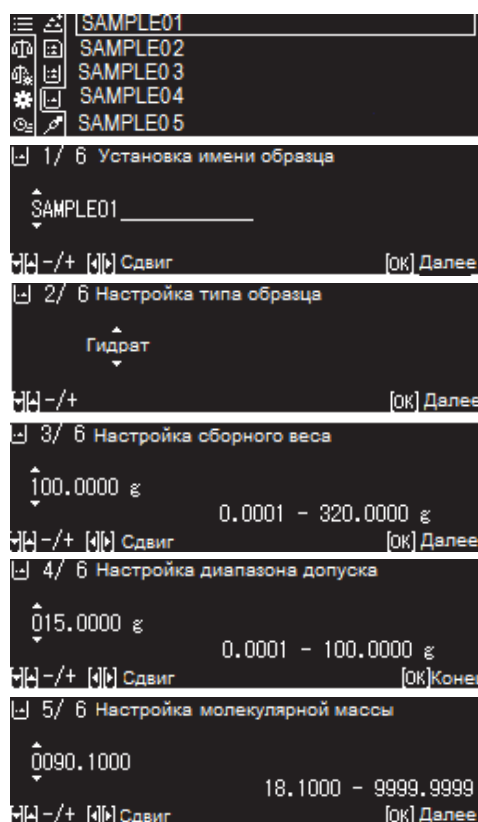 SAMPLE01
SAMPLE02
SAMPLE03
SAMPLE04
SAMPLE05
1/ 6 Установка имени образца
SAMPLE01
-/+ Сдвиг [OK] Далее
2/ 6 Настройка типа образца
Гидрат
-/+ [OK] Далее
3/ 6 Настройка сборного веса
100.0000 g
0.0001 - 320.0000 g
-/+ Сдвиг [OK] Далее
4/ 6 Настройка диапазона допуска
015.0000 g
0.0001 - 100.0000 g
-/+ Сдвиг [OK]Конец
5/ 6 Настройка молекулярной массы
0090.1000
18.1000 - 9999.9999
-/+ Сдвиг [OK] Далее